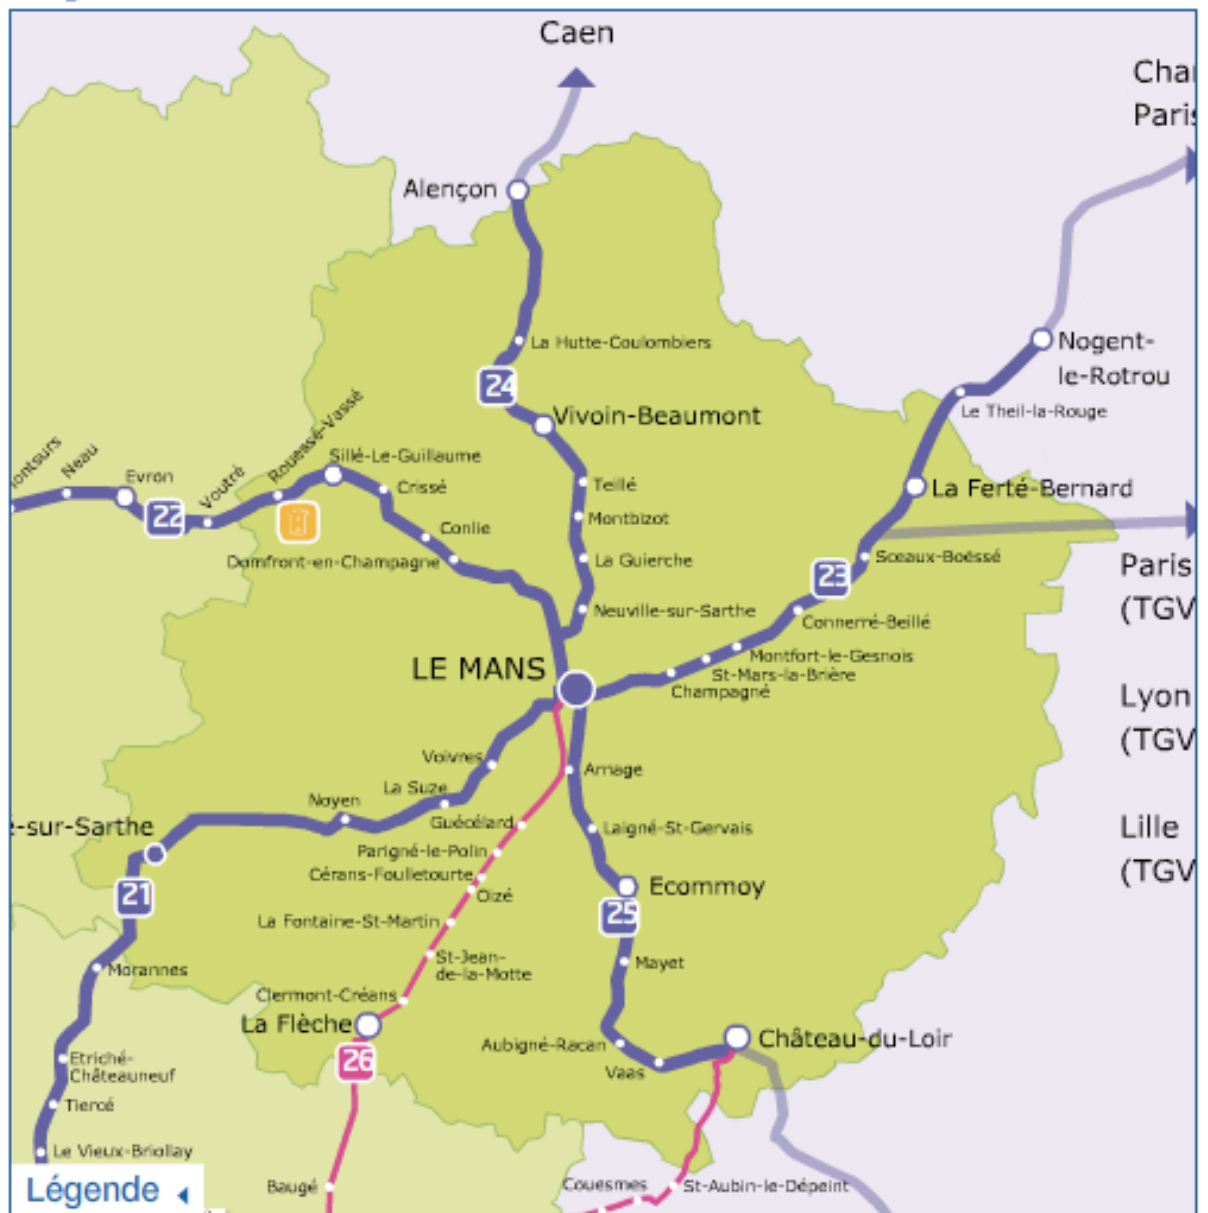 Caen
Char
Paris
Alençon
Nogent-
le-Rotrou
La Hutte-Coulombiers
24
Le Theil-la-Rouge
Vivoin-Beaumont
Rouessé-Vassé
Sillé-Le-Guillaume
ontsurs
Neau
Evron
Voutré
Crissé
Teillé
La Ferté-Bernard
22
Conlie
Montbizot
Domfront-en-Champagne
La Guierche
Sceaux-Boëssé
Paris
(TGV
23
Neuville-sur-Sarthe
Connerré-Beillé
LE MANS
Montfort-le-Gesnois
St-Mars-la-Brière
Champagné
Lyon
(TGV
Voivres
Arnage
La Suze
Noyen
Guécélard
Laigné-St-Gervais
e-sur-Sarthe
Lille
(TGV
Parigné-le-Polin
Cérans-Foulletourte
Oizé
Ecommoy
21
25
La Fontaine-St-Martin
St-Jean-
de-la-Motte
Mayet
Morannes
Clermont-Créans
La Flèche
Aubigné-Racan
Château-du-Loir
26
Etriché-
Châteauneuf
Vaas
Tiercé
Le Vieux-Briollay
Légende
Baugé
Couesmes
St-Aubin-le-Dépeint